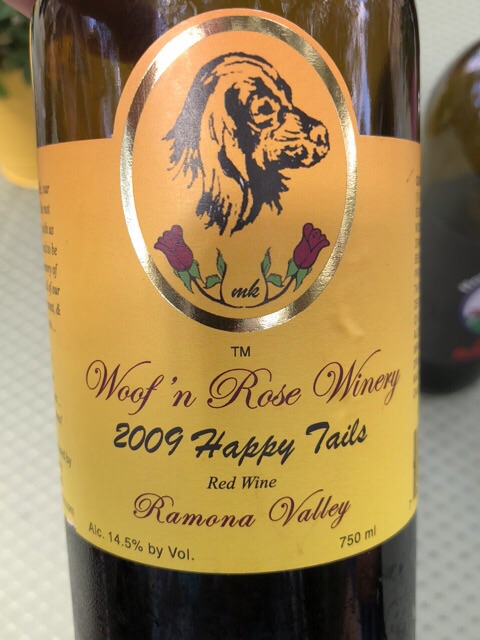 mk
TM
Woof 'n Rose Winery
2009 Happy Tails
Red Wine
Ramona Valley
Alc. 14.5% by Vol.
750 ml